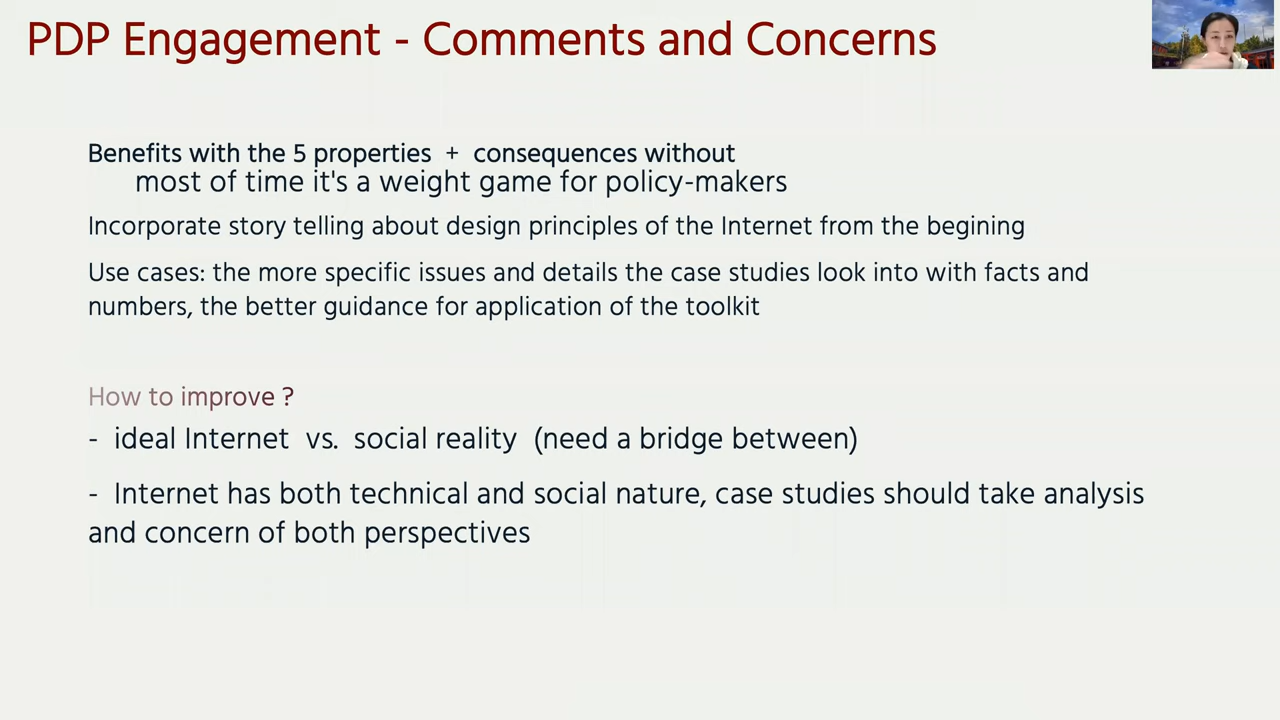 PDP Engagement - Comments and Concerns
Benefits with the 5 properties + consequences without
most of time it's a weight game for policy-makers
Incorporate story telling about design principles of the Internet from the begining
Use cases: the more specific issues and details the case studies look into with facts and
numbers, the better guidance for application of the toolkit
How to improve ?
- ideal Internet vs. social reality (need a bridge between)
- Internet has both technical and social nature, case studies should take analysis
and concern of both perspectives